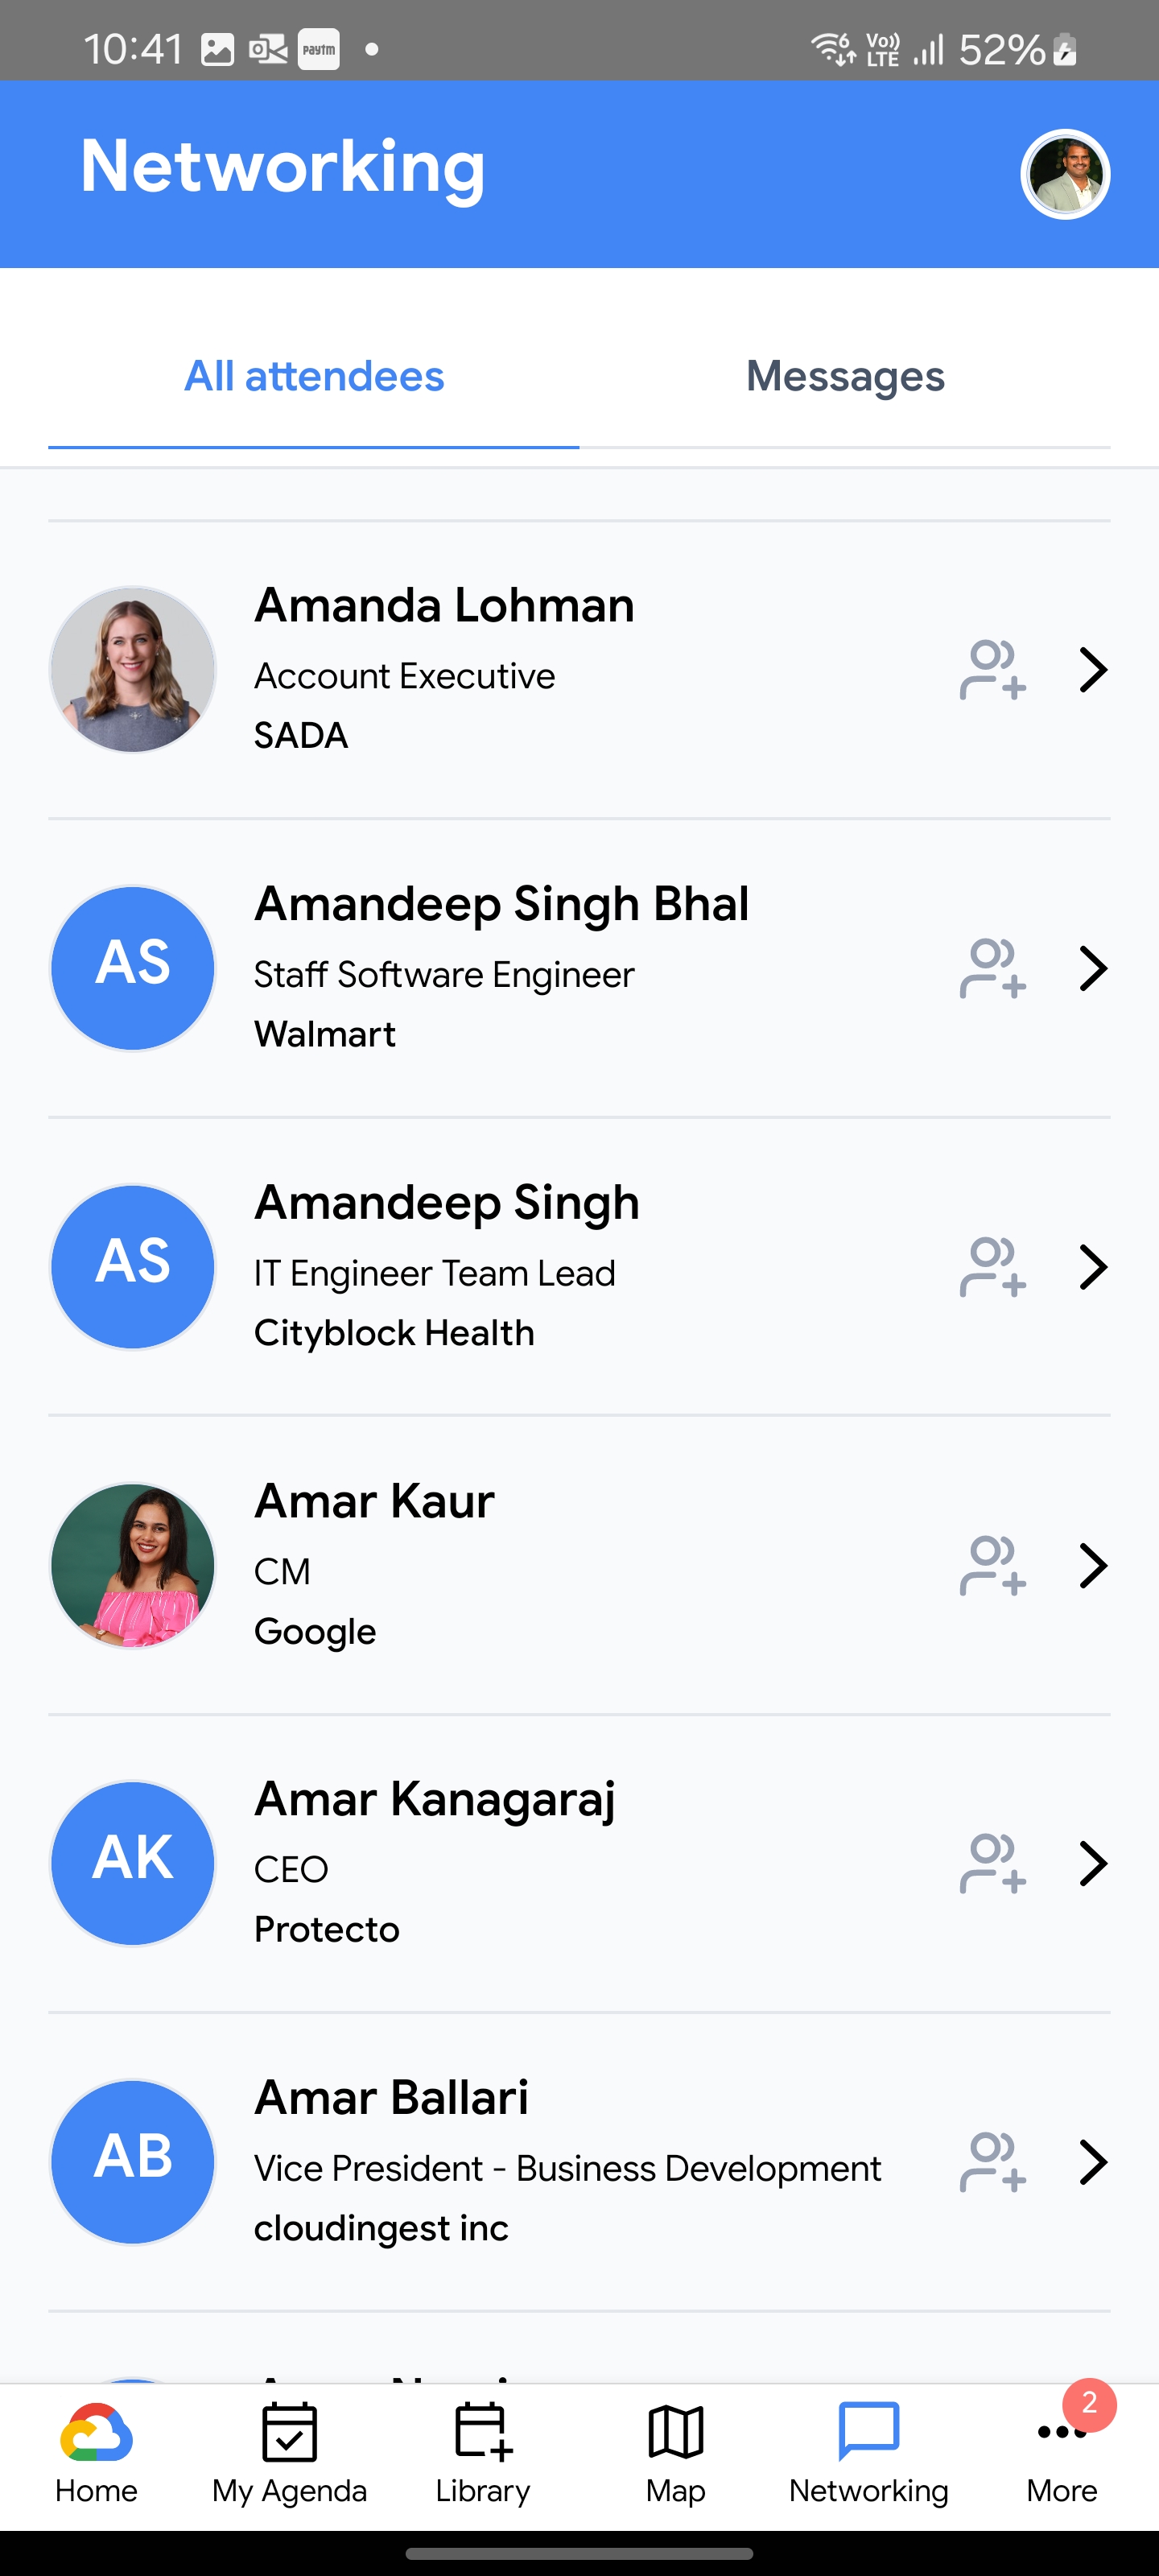 10:41 paytm Vo)) LTE 52%
Networking
All attendees Messages
Amanda Lohman
Account Executive
SADA
AS
Amandeep Singh Bhal
Staff Software Engineer
Walmart
AS
Amandeep Singh
IT Engineer Team Lead
Cityblock Health
Amar Kaur
CM
Google
AK
Amar Kanagaraj
CEO
Protecto
AB
Amar Ballari
Vice President - Business Development
cloudingest inc
2
Home My Agenda Library Map Networking More